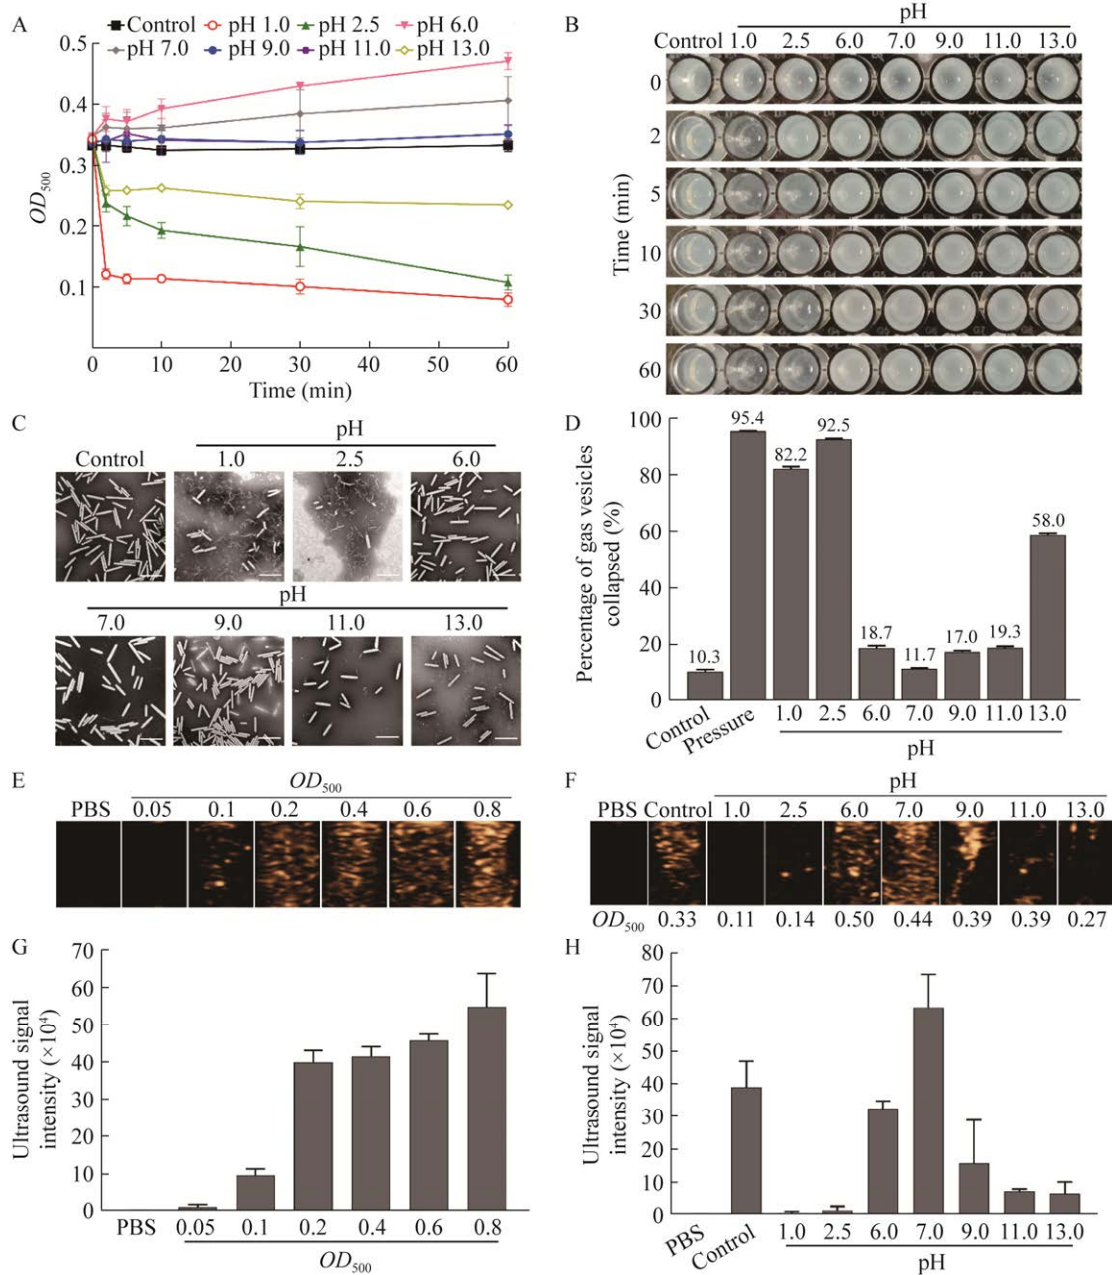 A
Control pH 1.0 pH 2.5 pH 6.0
pH 7.0 pH 9.0 pH 11.0 pH 13.0
0.5
0.4
0.3
0.2
0.1
OD500
0 10 20 30 40 50 60
Time (min)
B
pH
Control 1.0 2.5 6.0 7.0 9.0 11.0 13.0
0
2
5
10
30
60
Time (min)
C
pH
Control 1.0 2.5 6.0
pH
7.0 9.0 11.0 13.0
D
100
80
60
40
20
0
Percentage of gas vesicles
collapsed (%)
10.3 95.4 82.2 92.5 18.7 11.7 17.0 19.3 58.0
Control Pressure 1.0 2.5 6.0 7.0 9.0 11.0 13.0
pH
E
OD500
PBS 0.05 0.1 0.2 0.4 0.6 0.8
F
pH
PBS Control 1.0 2.5 6.0 7.0 9.0 11.0 13.0
OD500 0.33 0.11 0.14 0.50 0.44 0.39 0.39 0.27
G
70
60
50
40
30
20
10
0
Ultrasound signal
intensity (×10⁴)
PBS 0.05 0.1 0.2 0.4 0.6 0.8
OD500
H
80
70
60
50
40
30
20
10
0
Ultrasound signal
intensity (×10⁴)
PBS Control 1.0 2.5 6.0 7.0 9.0 11.0 13.0
pH